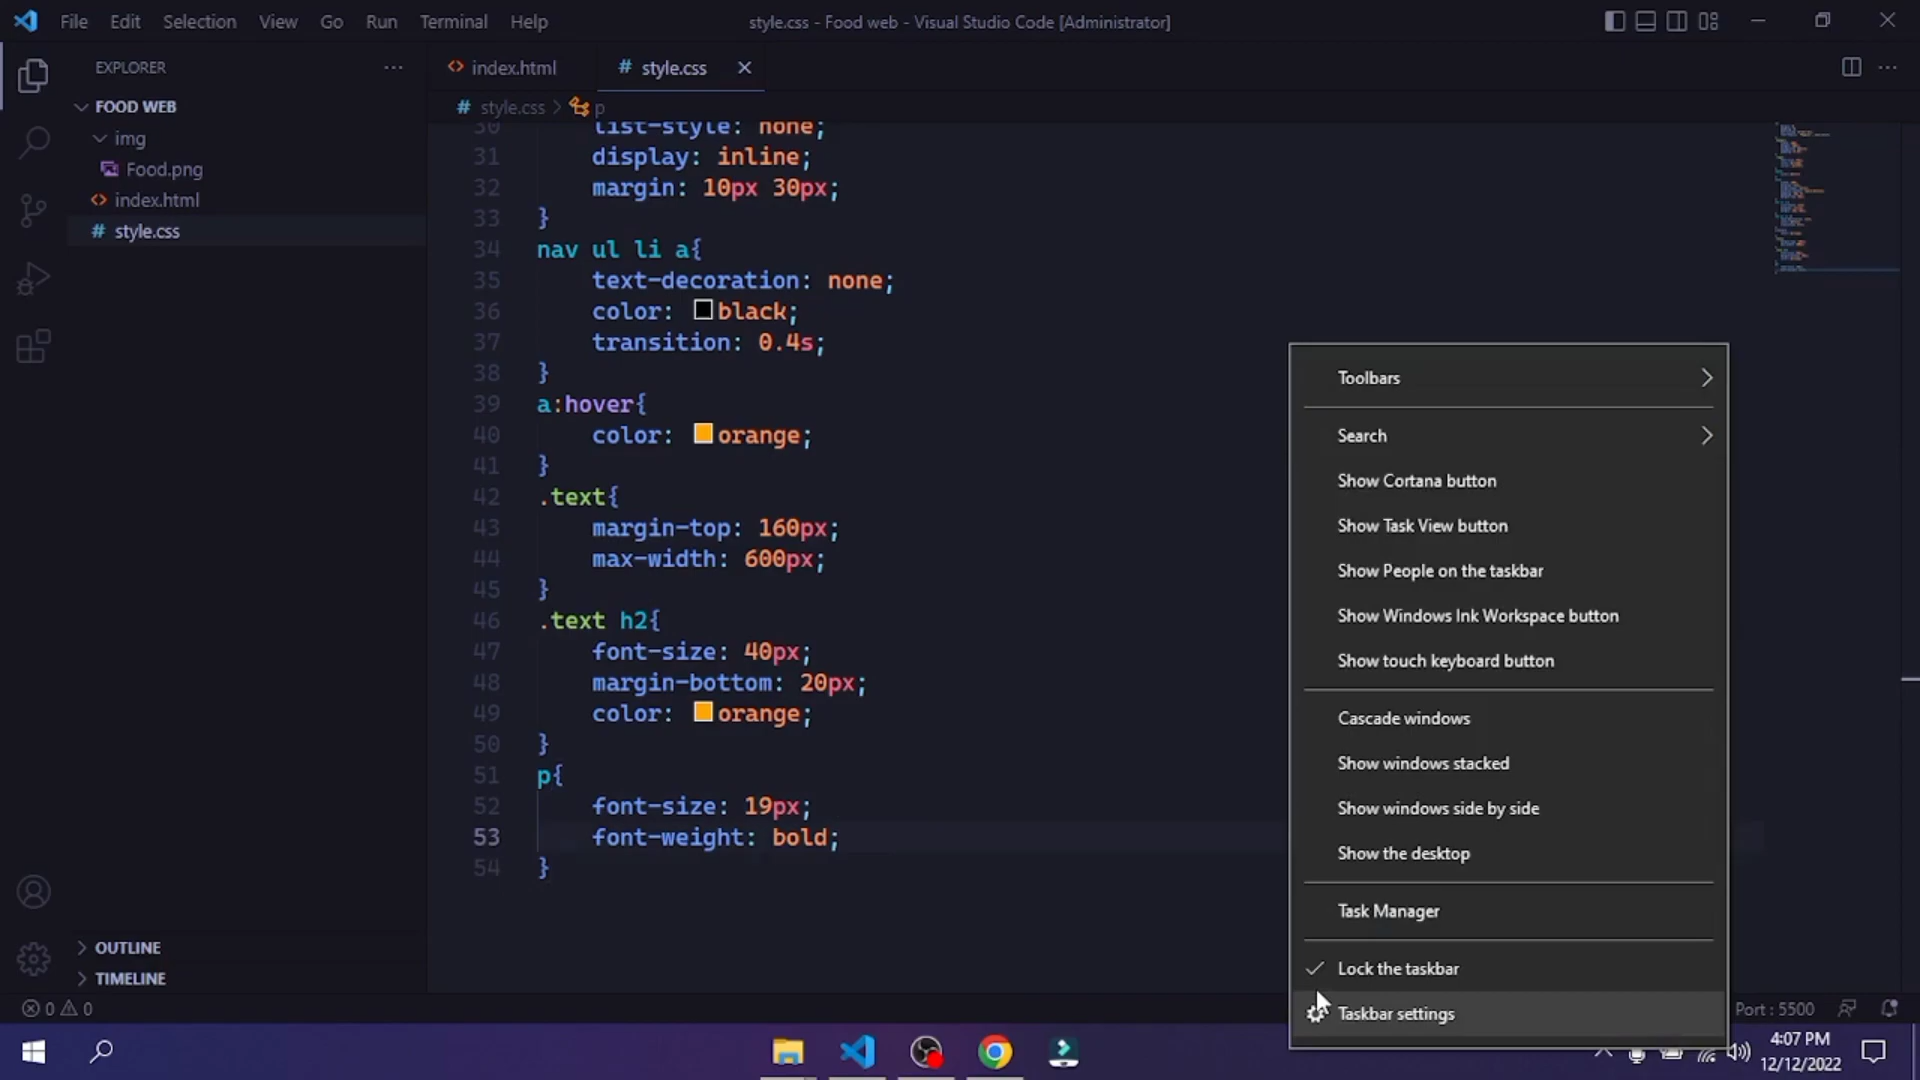 File Edit Selection View Go Run Terminal Help
style.css - Food web - Visual Studio Code [Administrator]
EXPLORER
FOOD WEB
img
Food.png
index.html
# style.css
OUTLINE
TIMELINE
index.html
# style.css
# style.css > p
30 list-style: none;
31 display: inline;
32 margin: 10px 30px;
33 }
34 nav ul li a{
35 text-decoration: none;
36 color: black;
37 transition: 0.4s;
38 }
39 a:hover{
40 color: orange;
41 }
42 .text{
43 margin-top: 160px;
44 max-width: 600px;
45 }
46 .text h2{
47 font-size: 40px;
48 margin-bottom: 20px;
49 color: orange;
50 }
51 p{
52 font-size: 19px;
53 font-weight: bold;
54 }
Toolbars
Search
Show Cortana button
Show Task View button
Show People on the taskbar
Show Windows Ink Workspace button
Show touch keyboard button
Cascade windows
Show windows stacked
Show windows side by side
Show the desktop
Task Manager
Lock the taskbar
Taskbar settings
0 0
Port : 5500
4:07 PM
12/12/2022